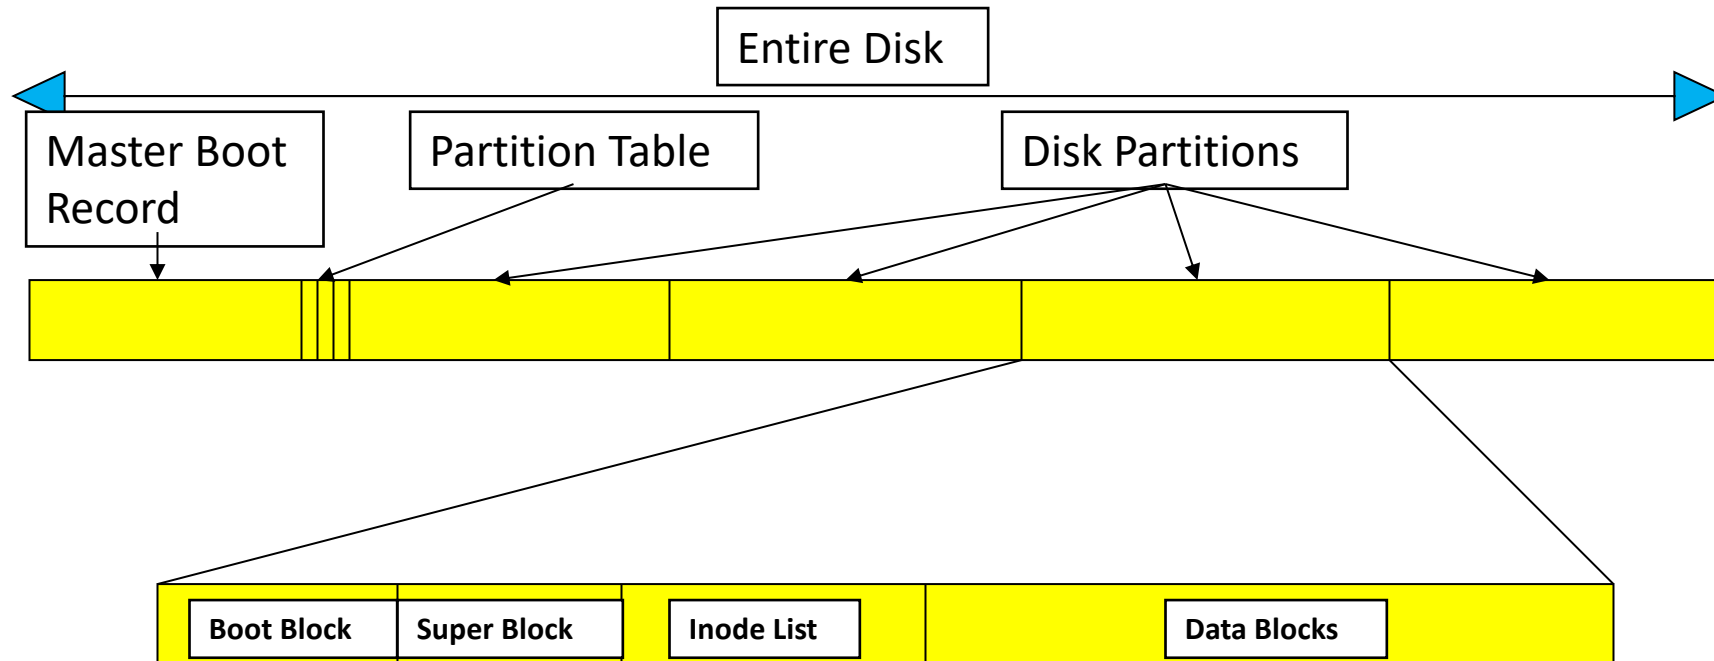 Entire Disk
Master Boot
Record
Partition Table
Disk Partitions
Boot Block
Super Block
Inode List
Data Blocks